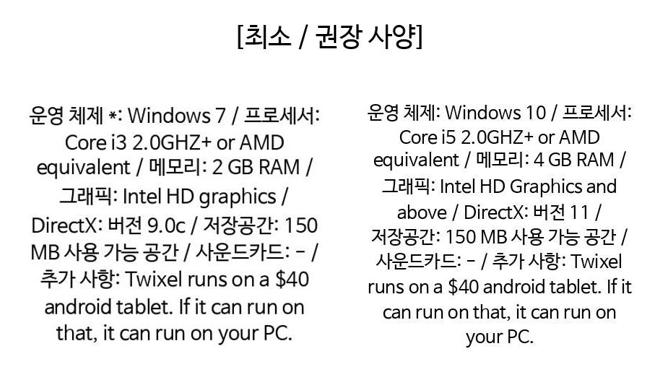 [최소 / 권장 사양]
운영 체제 *: Windows 7 / 프로세서:
Core i3 2.0GHZ+ or AMD
equivalent / 메모리: 2 GB RAM /
그래픽: Intel HD graphics /
DirectX: 버전 9.0c / 저장공간: 150
MB 사용 가능 공간 / 사운드카드: - /
추가 사항: Twixel runs on a $40
android tablet. If it can run on
that, it can run on your PC.
운영 체제: Windows 10 / 프로세서:
Core i5 2.0GHZ+ or AMD
equivalent / 메모리: 4 GB RAM /
그래픽: Intel HD Graphics and
above / DirectX: 버전 11 /
저장공간: 150 MB 사용 가능 공간 /
사운드카드: - / 추가 사항: Twixel
runs on a $40 android tablet. If it
can run on that, it can run on
your PC.